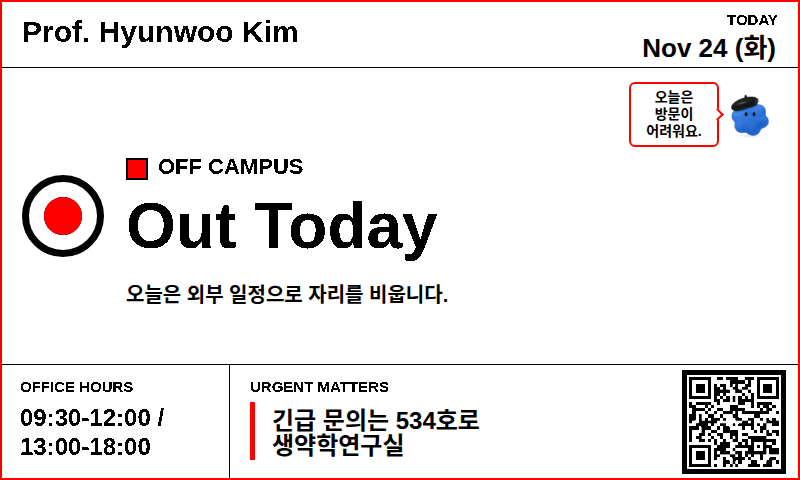 Prof. Hyunwoo Kim
TODAY
Nov 24 (화)
오늘은
방문이
어려워요.
OFF CAMPUS
Out Today
오늘은 외부 일정으로 자리를 비웁니다.
OFFICE HOURS
09:30-12:00 /
13:00-18:00
URGENT MATTERS
긴급 문의는 534호로
생약학연구실